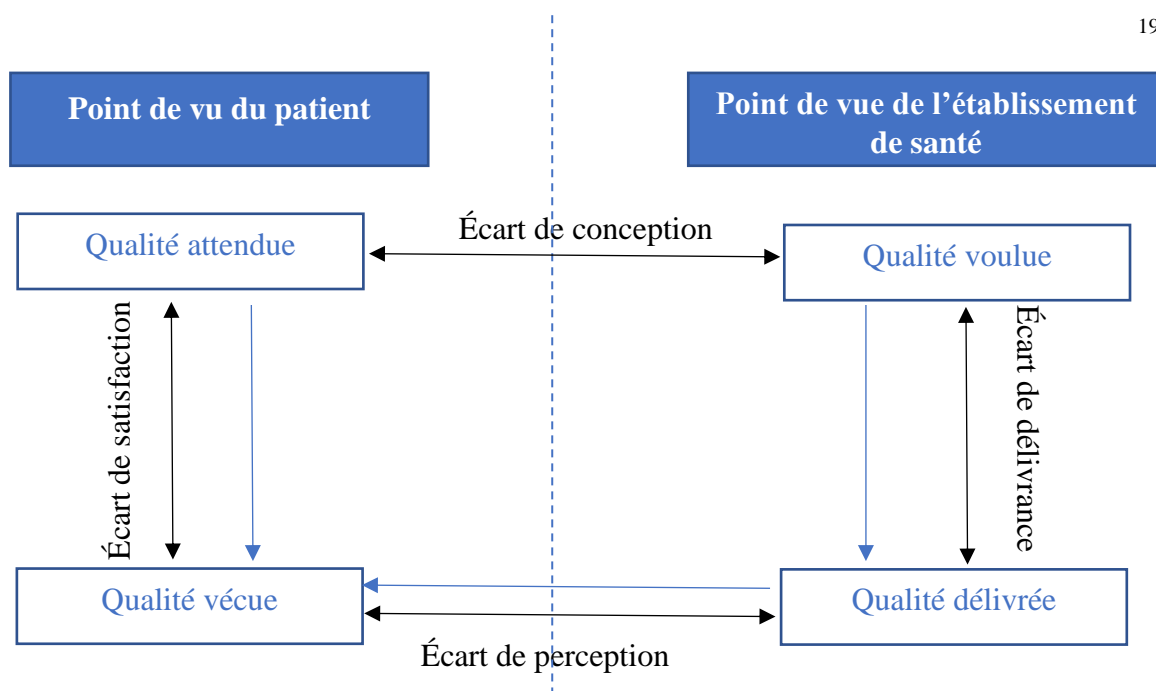 19
Point de vu du patient
Point de vue de l'établissement
de santé
Qualité attendue
Écart de conception
Qualité voulue
Écart de satisfaction
Écart de délivrance
Qualité vécue
Qualité délivrée
Écart de perception